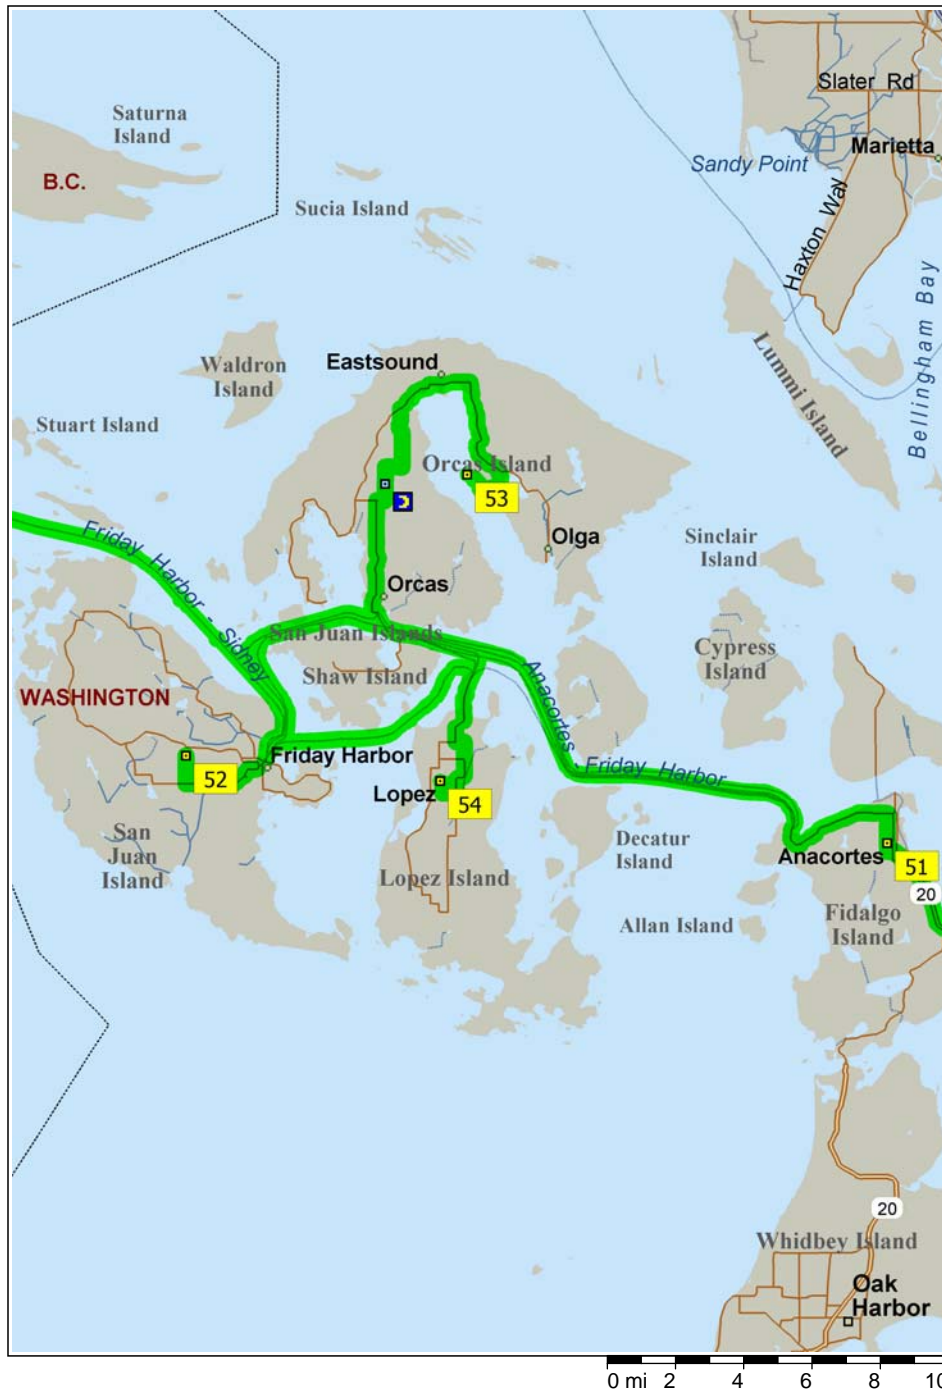 Slater Rd
Saturna
Island
Marietta
Sandy Point
B.C.
Haxton Way
Sucia Island
Bellingham Bay
Waldron
Island
Eastsound
Lummi Island
Stuart Island
Orcas Island
53
Friday Harbor - Sidney
Olga
Sinclair
Island
Orcas
San Juan Islands
Cypress
Island
Shaw Island
WASHINGTON
Anacortes - Friday Harbor
Friday Harbor
52
Lopez
54
San
Juan
Island
Decatur
Island
Anacortes
51
Lopez Island
20
Allan Island
Fidalgo
Island
20
Whidbey Island
Oak
Harbor
0 mi 2 4 6 8 10